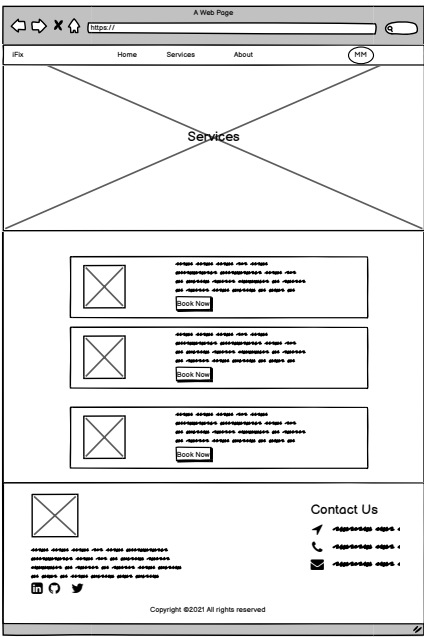 A Web Page
https://
iFix Home Services About MM
Services
Book Now
Book Now
Book Now
Contact Us
Copyright ©2021 All rights reserved